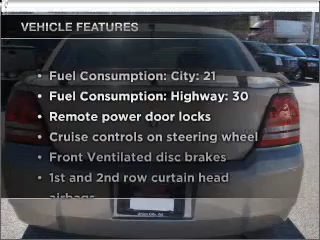 VEHICLE FEATURES
• Fuel Consumption: City: 21
• Fuel Consumption: Highway: 30
• Remote power door locks
• Cruise controls on steering wheel
• Front Ventilated disc brakes
• 1st and 2nd row curtain head
airbags